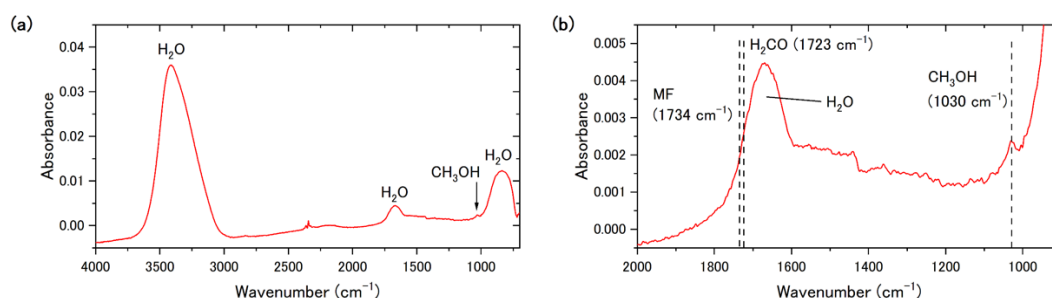 (a)
0.04
0.03
0.02
0.01
0.00
Absorbance
H₂O
H₂O
CH₃OH
H₂O
4000 3500 3000 2500 2000 1500 1000
Wavenumber (cm⁻¹)
(b)
0.005
0.004
0.003
0.002
0.001
0.000
Absorbance
H₂CO (1723 cm⁻¹)
MF
(1734 cm⁻¹)
H₂O
CH₃OH
(1030 cm⁻¹)
2000 1800 1600 1400 1200 1000
Wavenumber (cm⁻¹)